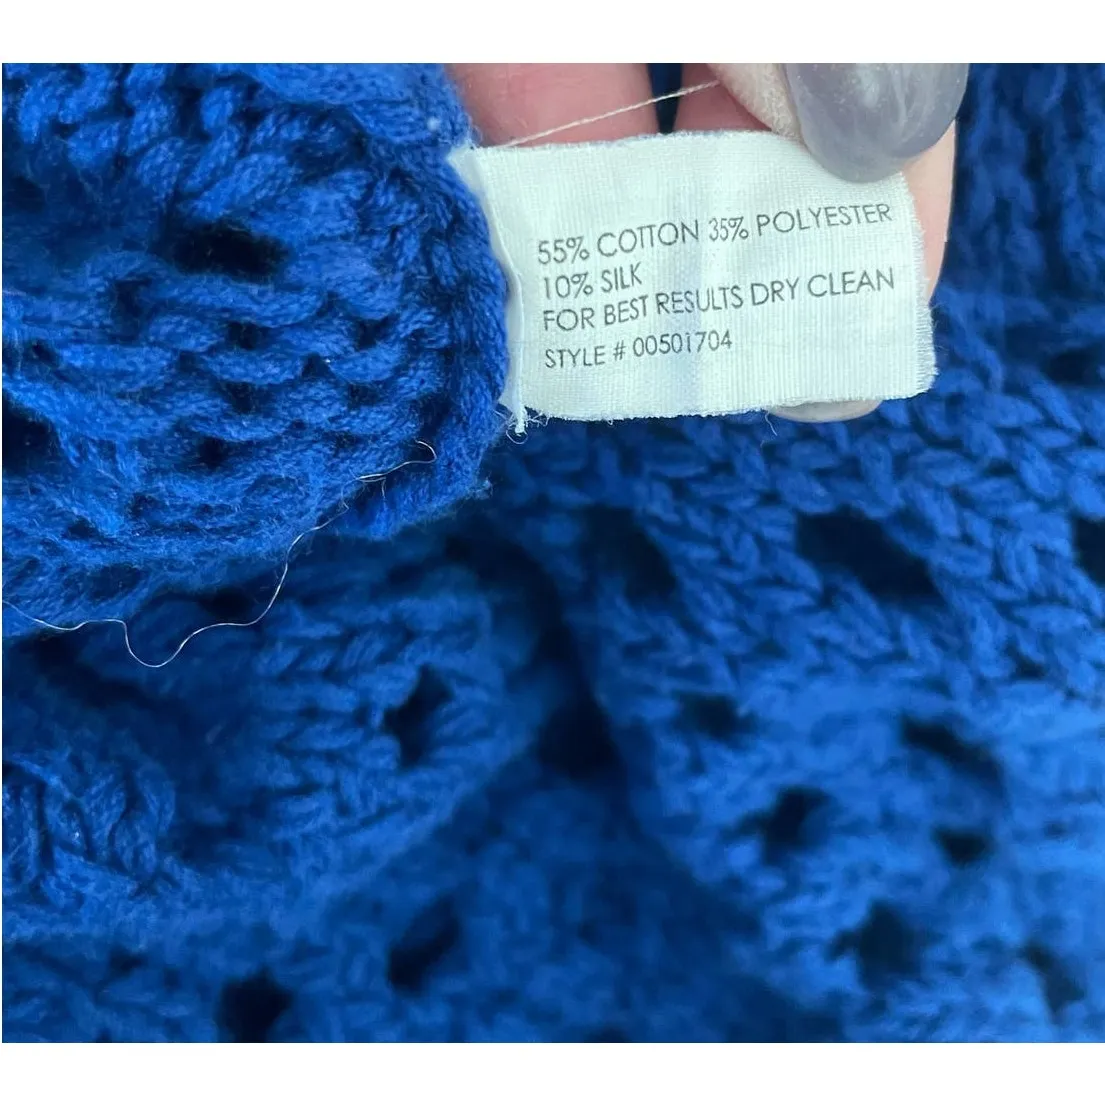 55% COTTON 35% POLYESTER
10% SILK
FOR BEST RESULTS DRY CLEAN
STYLE # 00501704